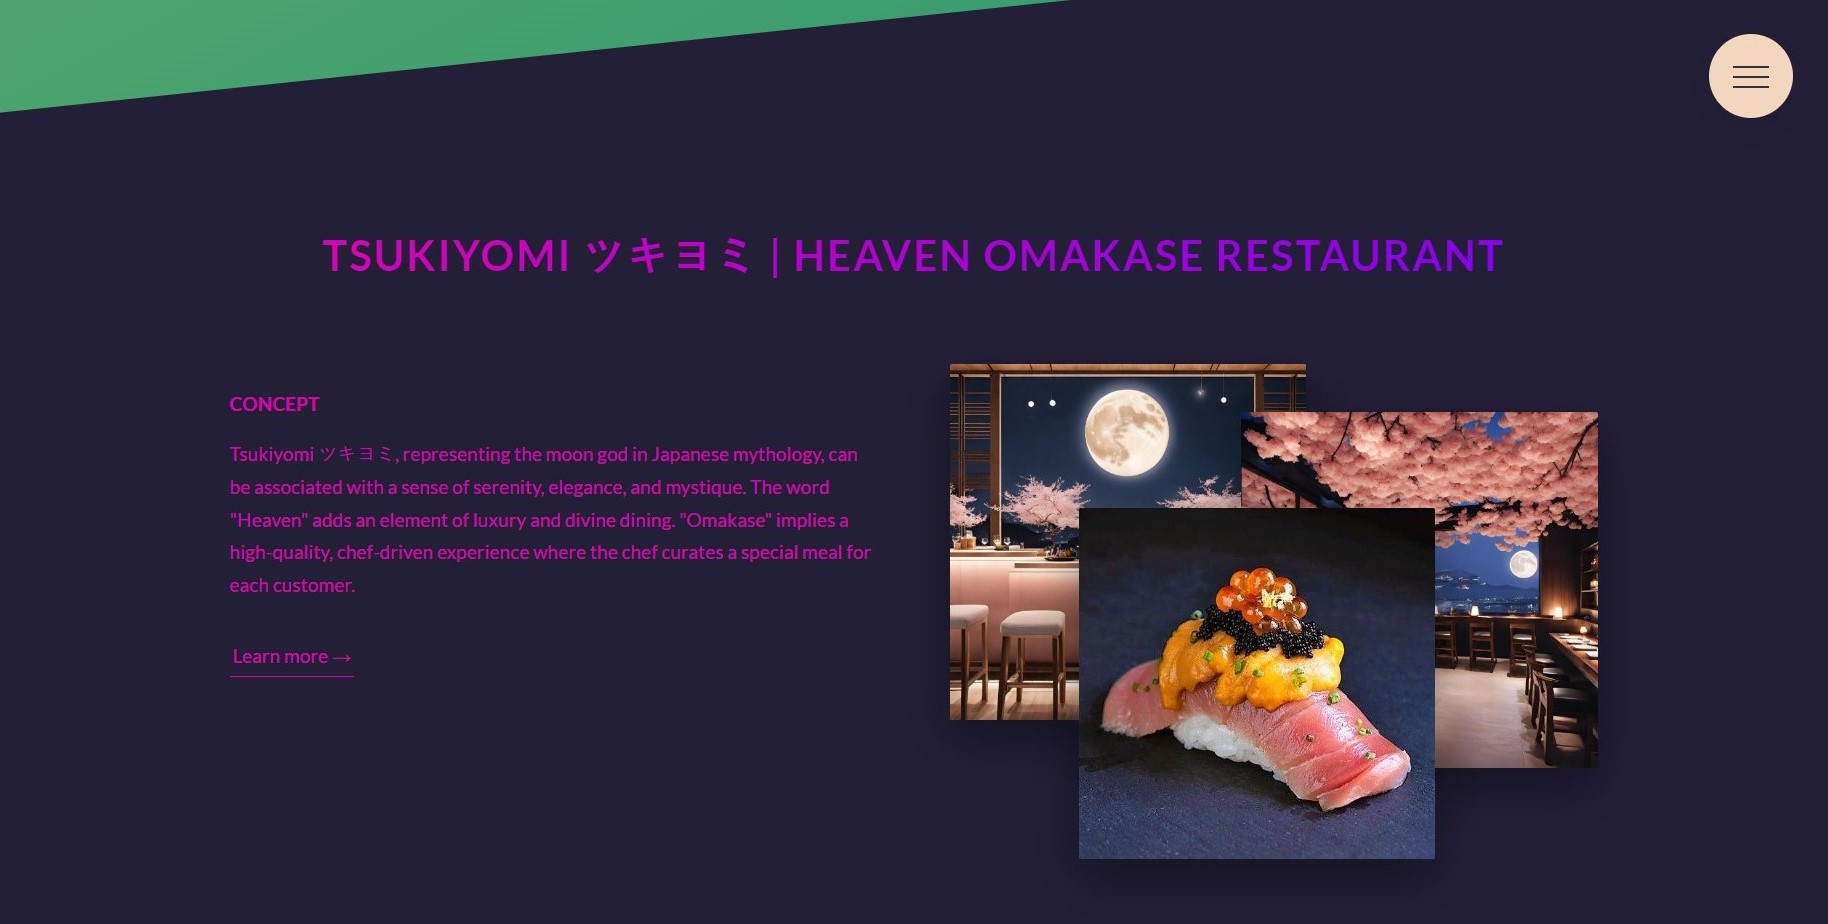 TSUKIYOMI ツキヨミ | HEAVEN OMAKASE RESTAURANT
CONCEPT
Tsukiyomi ツキヨミ, representing the moon god in Japanese mythology, can
be associated with a sense of serenity, elegance, and mystique. The word
"Heaven" adds an element of luxury and divine dining. "Omakase" implies a
high-quality, chef-driven experience where the chef curates a special meal for
each customer.
Learn more →